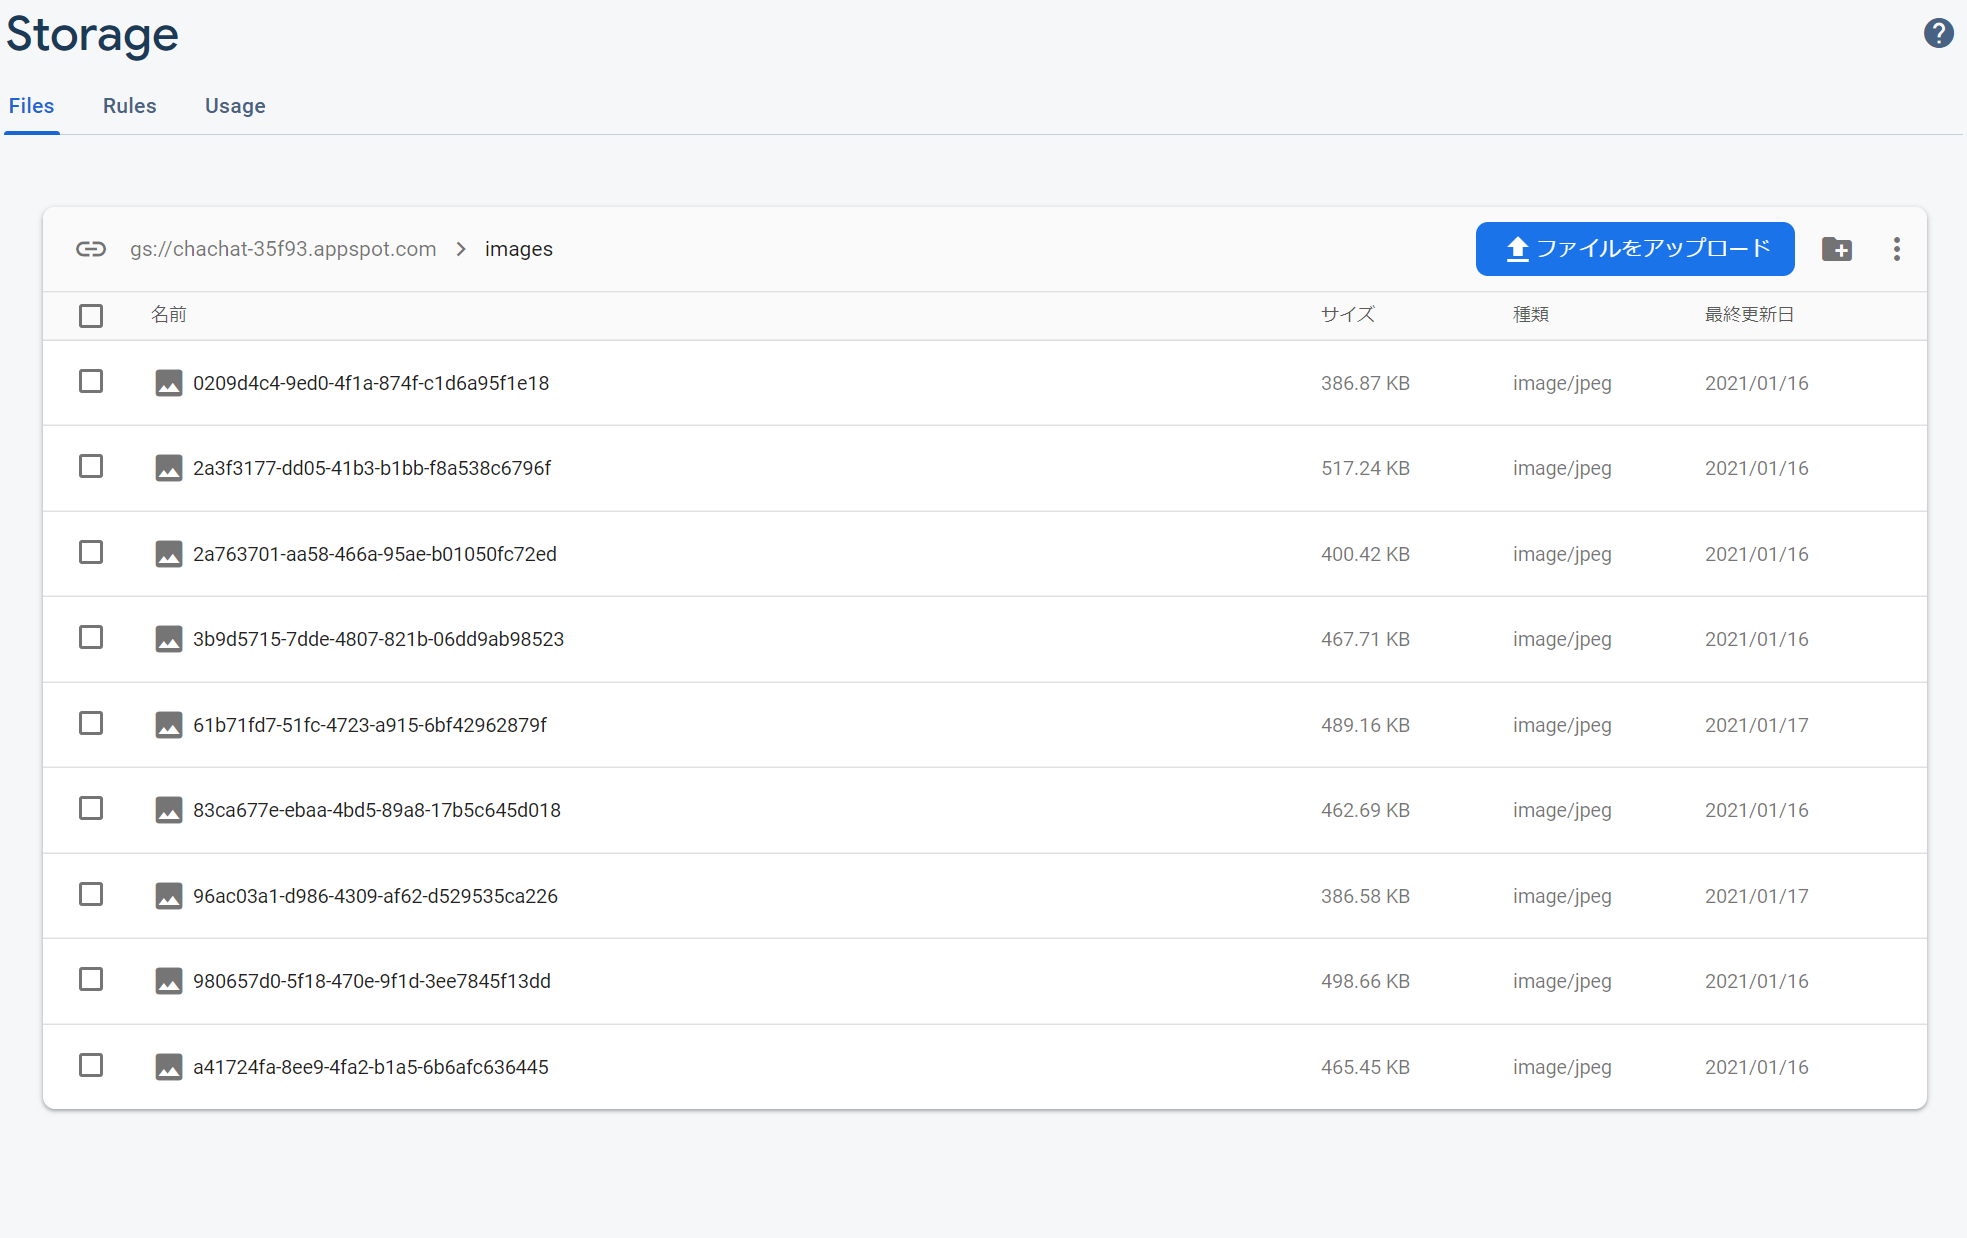 Storage
Files Rules Usage
gs://chachat-35f93.appspot.com > images ファイルをアップロード
名前 サイズ 種類 最終更新日
0209d4c4-9ed0-4f1a-874f-c1d6a95f1e18 386.87 KB image/jpeg 2021/01/16
2a3f3177-dd05-41b3-b1bb-f8a538c6796f 517.24 KB image/jpeg 2021/01/16
2a763701-aa58-466a-95ae-b01050fc72ed 400.42 KB image/jpeg 2021/01/16
3b9d5715-7dde-4807-821b-06dd9ab98523 467.71 KB image/jpeg 2021/01/16
61b71fd7-51fc-4723-a915-6bf42962879f 489.16 KB image/jpeg 2021/01/17
83ca677e-ebaa-4bd5-89a8-17b5c645d018 462.69 KB image/jpeg 2021/01/16
96ac03a1-d986-4309-af62-d529535ca226 386.58 KB image/jpeg 2021/01/17
980657d0-5f18-470e-9f1d-3ee7845f13dd 498.66 KB image/jpeg 2021/01/16
a41724fa-8ee9-4fa2-b1a5-6b6afc636445 465.45 KB image/jpeg 2021/01/16